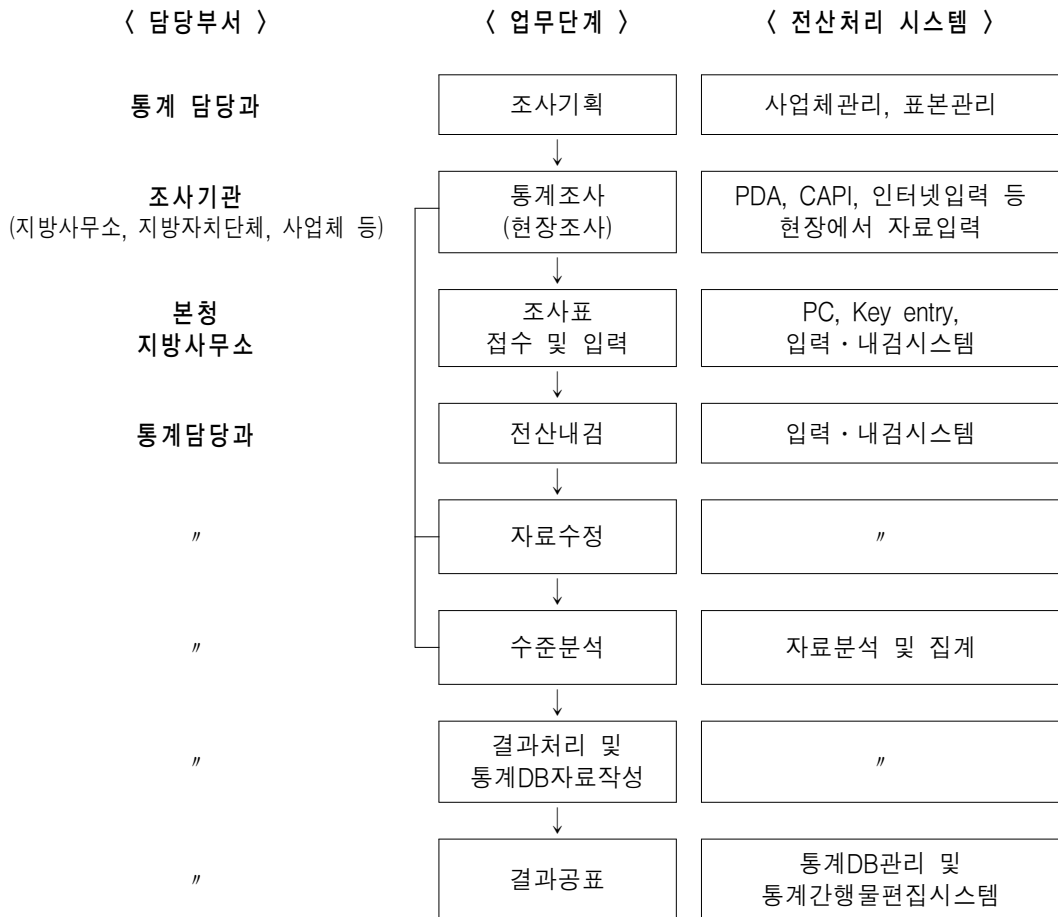 〈 담당부서 〉
〈 업무단계 〉
〈 전산처리 시스템 〉
통계 담당과
조사기획
사업체관리, 표본관리
조사기관
(지방사무소, 지방자치단체, 사업체 등)
통계조사
(현장조사)
PDA, CAPI, 인터넷입력 등
현장에서 자료입력
본청
지방사무소
조사표
접수 및 입력
PC, Key entry,
입력・내검시스템
통계담당과
전산내검
입력・내검시스템
〃
자료수정
〃
〃
수준분석
자료분석 및 집계
〃
결과처리 및
통계DB자료작성
〃
〃
결과공표
통계DB관리 및
통계간행물편집시스템